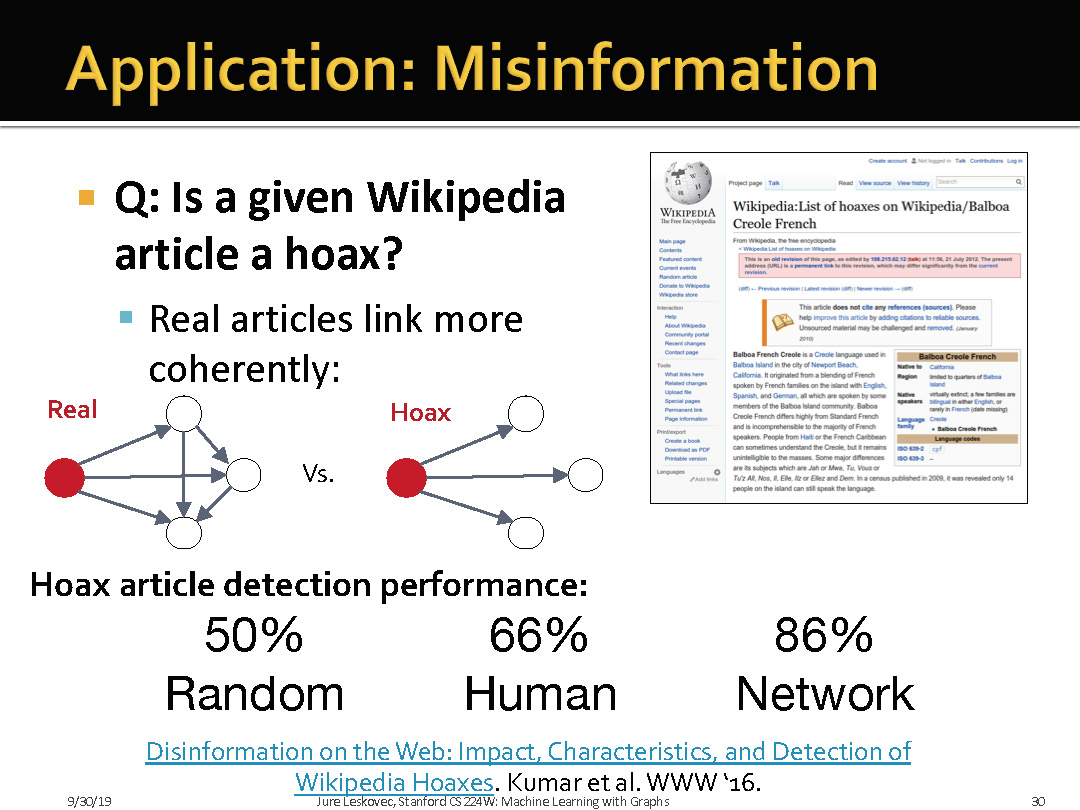 Application: Misinformation
Q: Is a given Wikipedia
article a hoax?
Real articles link more
coherently:
Real
Vs.
Hoax
Create account Not logged in Talk Contributions Log in
Project page Talk
Read View source View history Search
WIKIPEDIA
The Free Encyclopedia
Main page
Contents
Featured content
Current events
Random article
Donate to Wikipedia
Wikipedia store
Interaction
Help
About Wikipedia
Community portal
Recent changes
Contact page
Tools
What links here
Related changes
Upload file
Special pages
Permanent link
Page information
Print/export
Create a book
Download as PDF
Printable version
Languages
Add links
Wikipedia:List of hoaxes on Wikipedia/Balboa
Creole French
From Wikipedia, the free encyclopedia
< Wikipedia:List of hoaxes on Wikipedia
This is an old revision of this page, as edited by 108.215.62.12 (talk) at 11:56, 21 July 2012. The present
address (URL) is a permanent link to this revision, which may differ significantly from the current
revision.
(diff) ← Previous revision | Latest revision (diff) | Newer revision → (diff)
This article does not cite any references (sources). Please
help improve this article by adding citations to reliable sources.
Unsourced material may be challenged and removed. (January
2010)
Balboa French Creole is a Creole language used in
Balboa Island in the city of Newport Beach,
California. It originated from a blending of French
spoken by French families on the island with English,
Spanish, and German, all which are spoken by some
members of the Balboa Island community. Balboa
Creole French differs highly from Standard French
and is incomprehensible to the majority of French
speakers. People from Haiti or the French Caribbean
can sometimes understand the Creole, but it remains
unintelligible to the masses. Some major differences
are its subjects which are Jah or Mwe, Tu, Vous or
Tu'z All, Nos, Il, Elle, Ilz or Ellez and Dem. In a census published in 2009, it was revealed only 14
people on the island can still speak the language.
Balboa Creole French
Native to California
Region limited to quarters of Balboa
Island
Native virtually extinct; a few families are
speakers bilingual in either English, or
rarely in French (date missing)
Language Creole
family • Balboa Creole French
Language codes
ISO 639-2 cpf
ISO 639-3 –
Hoax article detection performance:
50% 66% 86%
Random Human Network
Disinformation on the Web: Impact, Characteristics, and Detection of
Wikipedia Hoaxes. Kumar et al. WWW ‘16.
9/30/19 Jure Leskovec, Stanford CS 224W: Machine Learning with Graphs 30